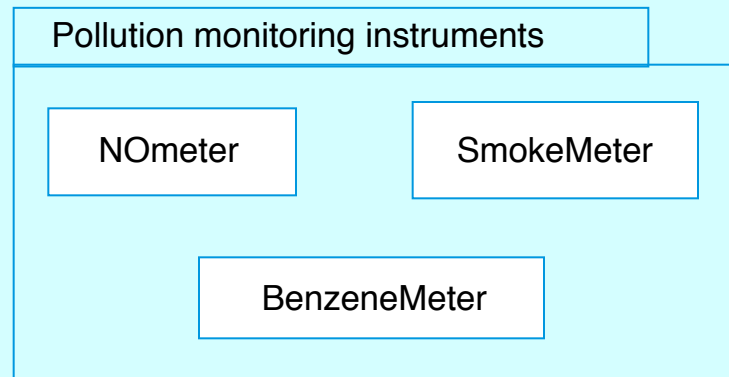 Pollution monitoring instruments
NOmeter
SmokeMeter
BenzeneMeter